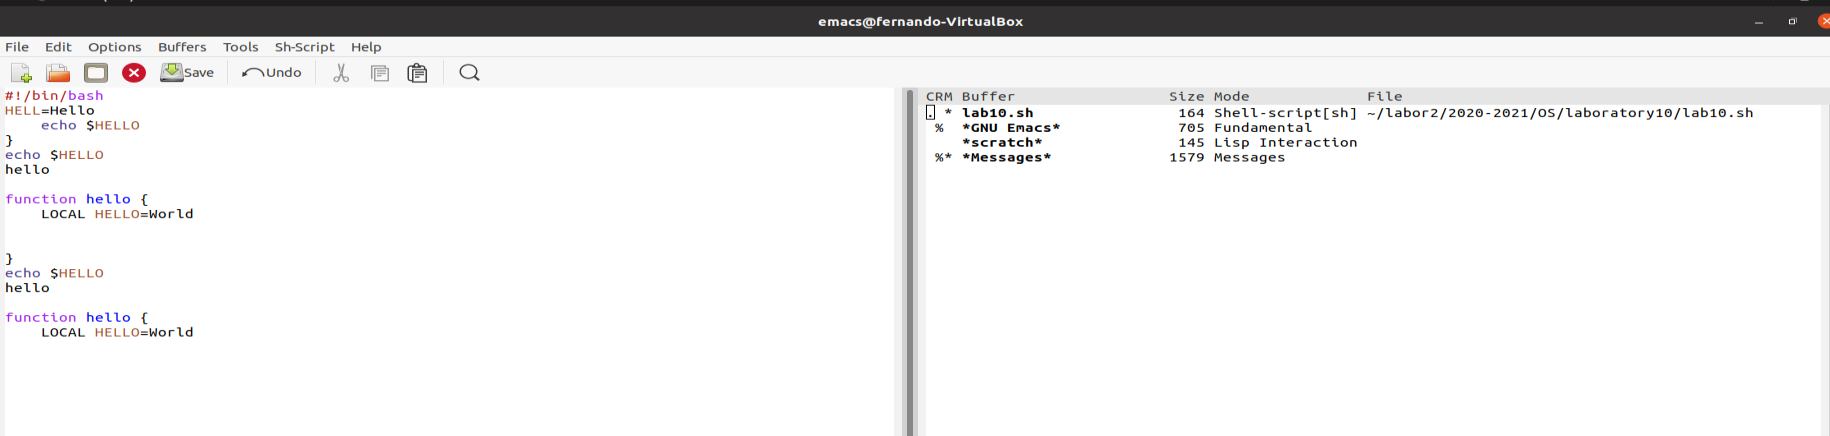 emacs@fernando-VirtualBox
File Edit Options Buffers Tools Sh-Script Help
Save Undo
#!/bin/bash
HELL=Hello
    echo $HELLO
}
echo $HELLO
hello

function hello {
    LOCAL HELLO=World


}
echo $HELLO
hello

function hello {
    LOCAL HELLO=World
CRM Buffer Size Mode File
. * lab10.sh 164 Shell-script[sh] ~/labor2/2020-2021/OS/laboratory10/lab10.sh
% *GNU Emacs* 705 Fundamental
*scratch* 145 Lisp Interaction
%* *Messages* 1579 Messages